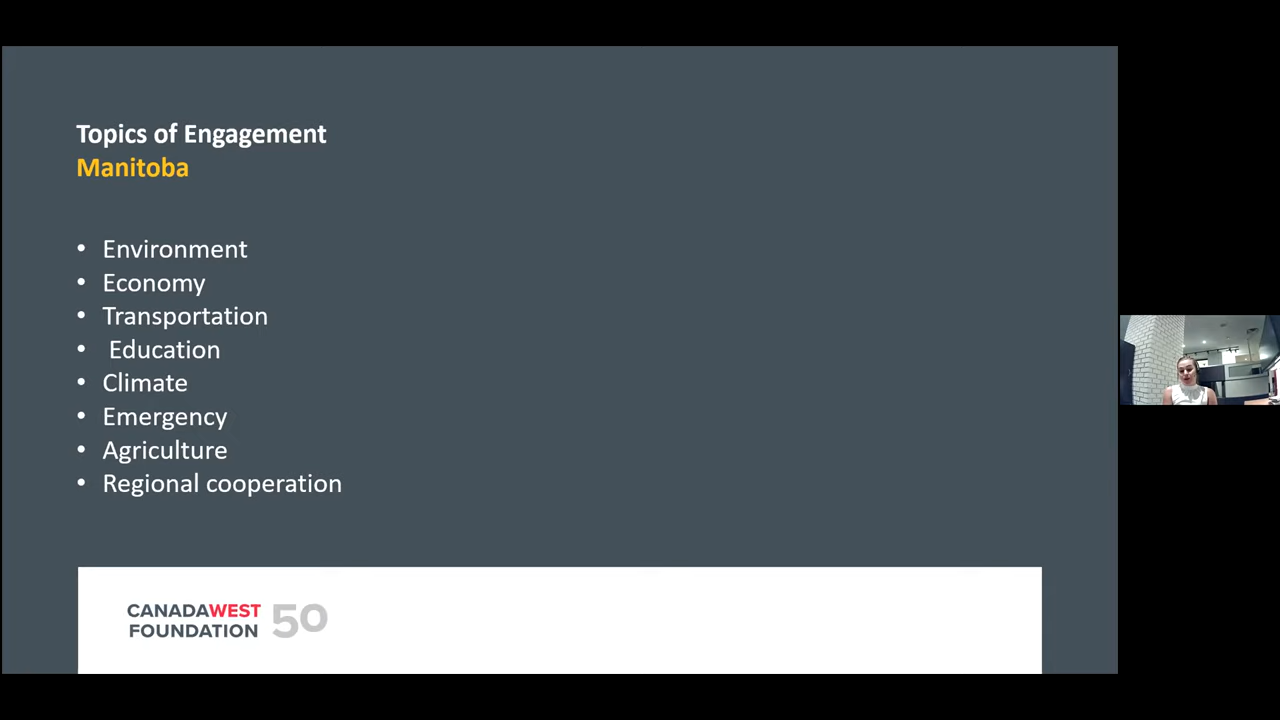 Topics of Engagement
Manitoba
• Environment
• Economy
• Transportation
• Education
• Climate
• Emergency
• Agriculture
• Regional cooperation
CANADAWEST
FOUNDATION 50